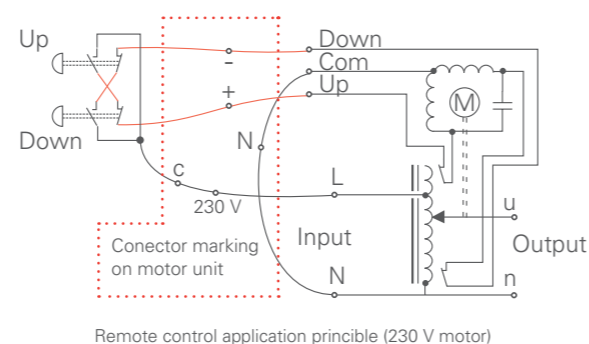 Up
Down
-
+
N
c
230 V
Conector marking
on motor unit
Down
Com
Up
M
L
Input
N
u
Output
n
Remote control application princible (230 V motor)